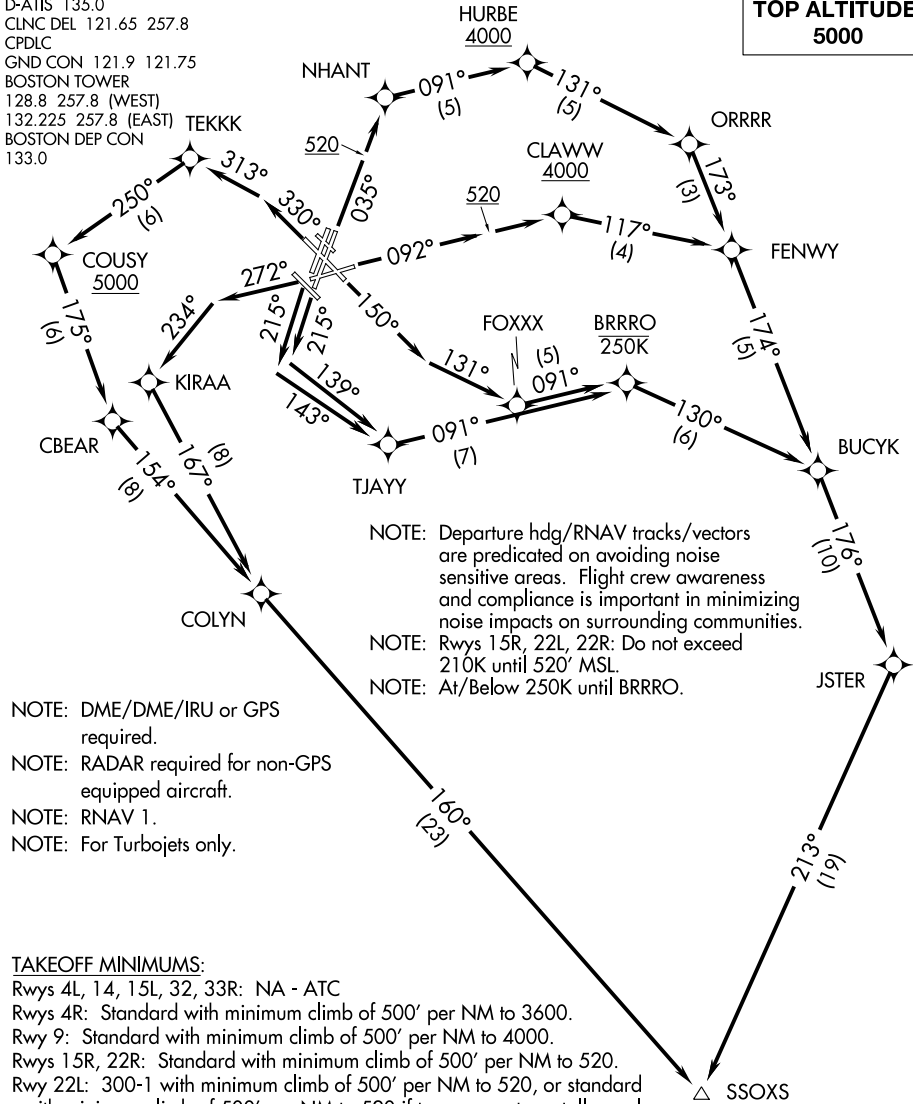 D-ATIS 135.0
CLNC DEL 121.65 257.8
CPDLC
GND CON 121.9 121.75
BOSTON TOWER
128.8 257.8 (WEST)
132.225 257.8 (EAST)
BOSTON DEP CON
133.0
TOP ALTITUDE
5000
HURBE
4000
NHANT
091°
(5)
131°
(5)
ORRRR
TEKKK
520
313°
330°
035°
CLAWW
4000
520
173°
(3)
250°
(6)
092°
117°
(4)
FENWY
COUSY
5000
272°
234°
215°
215°
150°
175°
(6)
FOXXX
BRRRO
250K
174°
(5)
KIRAA
139°
143°
131°
(5)
091°
CBEAR
154°
(8)
167°
(8)
091°
(7)
130°
(6)
BUCYK
TJAYY
176°
(10)
NOTE: Departure hdg/RNAV tracks/vectors
are predicated on avoiding noise
sensitive areas. Flight crew awareness
and compliance is important in minimizing
noise impacts on surrounding communities.
NOTE: Rwys 15R, 22L, 22R: Do not exceed
210K until 520' MSL.
NOTE: At/Below 250K until BRRRO.
COLYN
JSTER
NOTE: DME/DME/IRU or GPS
required.
NOTE: RADAR required for non-GPS
equipped aircraft.
NOTE: RNAV 1.
NOTE: For Turbojets only.
160°
(23)
213°
(19)
TAKEOFF MINIMUMS:
Rwys 4L, 14, 15L, 32, 33R: NA - ATC
Rwys 4R: Standard with minimum climb of 500' per NM to 3600.
Rwy 9: Standard with minimum climb of 500' per NM to 4000.
Rwys 15R, 22R: Standard with minimum climb of 500' per NM to 520.
Rwy 22L: 300-1 with minimum climb of 500' per NM to 520, or standard
SSOXS